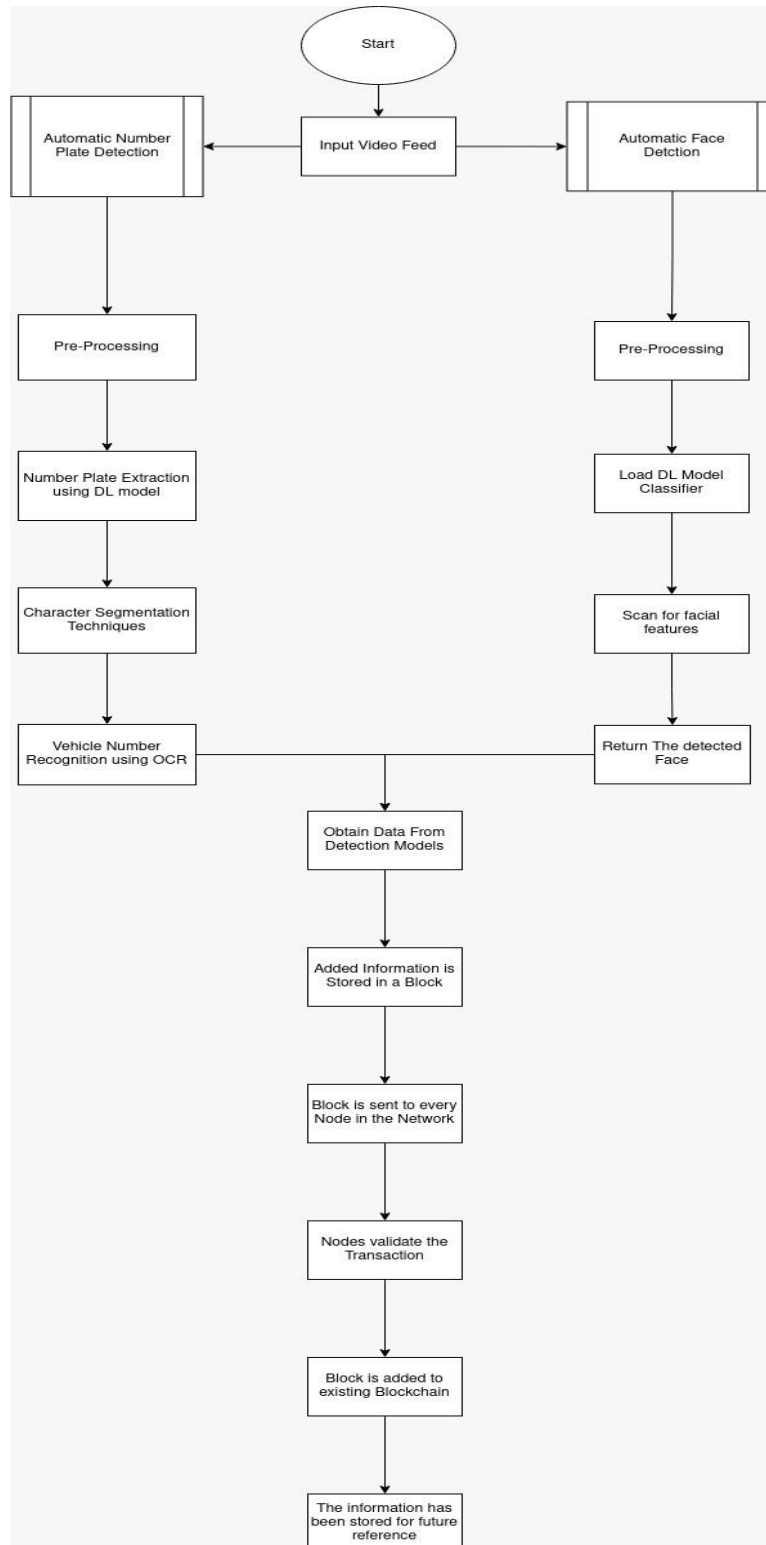 Start
Automatic Number
Plate Detection
Input Video Feed
Automatic Face
Detction
Pre-Processing
Pre-Processing
Number Plate Extraction
using DL model
Load DL Model
Classifier
Character Segmentation
Techniques
Scan for facial
features
Vehicle Number
Recognition using OCR
Return The detected
Face
Obtain Data From
Detection Models
Added Information is
Stored in a Block
Block is sent to every
Node in the Network
Nodes validate the
Transaction
Block is added to
existing Blockchain
The information has
been stored for future
reference